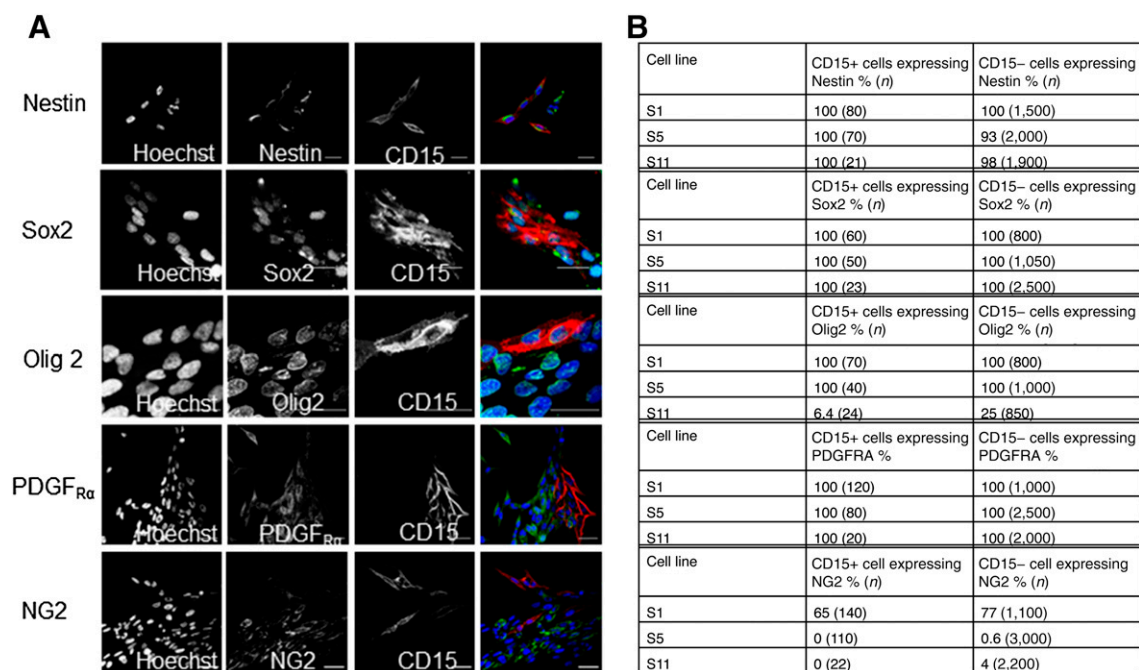 A
Nestin
Hoechst
Nestin
CD15
Sox2
Hoechst
Sox2
CD15
Olig 2
Hoechst
Olig2
CD15
PDGFRα
Hoechst
PDGFRα
CD15
NG2
Hoechst
NG2
CD15
B
Cell line
CD15+ cells expressing
Nestin % (n)
CD15– cells expressing
Nestin % (n)
S1
100 (80)
100 (1,500)
S5
100 (70)
93 (2,000)
S11
100 (21)
98 (1,900)
Cell line
CD15+ cells expressing
Sox2 % (n)
CD15– cells expressing
Sox2 % (n)
S1
100 (60)
100 (800)
S5
100 (50)
100 (1,050)
S11
100 (23)
100 (2,500)
Cell line
CD15+ cells expressing
Olig2 % (n)
CD15– cells expressing
Olig2 % (n)
S1
100 (70)
100 (800)
S5
100 (40)
100 (1,000)
S11
6.4 (24)
25 (850)
Cell line
CD15+ cells expressing
PDGFRA %
CD15– cells expressing
PDGFRA %
S1
100 (120)
100 (1,000)
S5
100 (80)
100 (2,500)
S11
100 (20)
100 (2,000)
Cell line
CD15+ cell expressing
NG2 % (n)
CD15– cell expressing
NG2 % (n)
S1
65 (140)
77 (1,100)
S5
0 (110)
0.6 (3,000)
S11
0 (22)
4 (2,200)